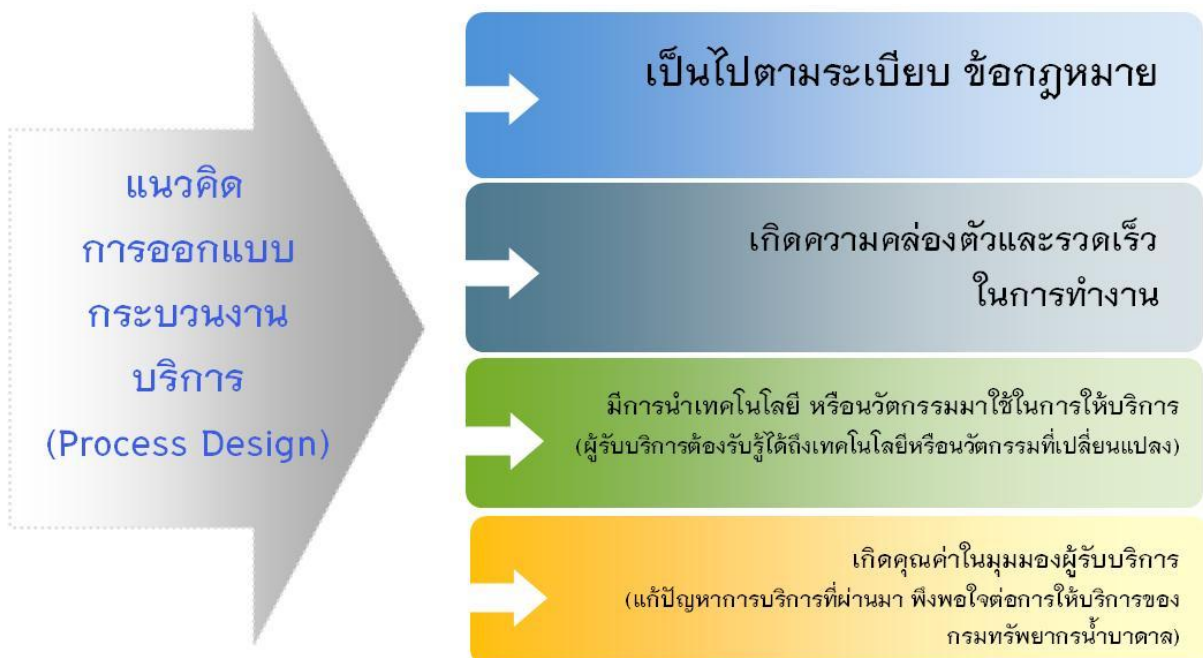 แนวคิด
การออกแบบ
กระบวนงาน
บริการ
(Process Design)
เป็นไปตามระเบียบ ข้อกฎหมาย
เกิดความคล่องตัวและรวดเร็ว
ในการทำงาน
มีการนำเทคโนโลยี หรือนวัตกรรมมาใช้ในการให้บริการ
(ผู้รับบริการต้องรับรู้ได้ถึงเทคโนโลยีหรือนวัตกรรมที่เปลี่ยนแปลง)
เกิดคุณค่าในมุมมองผู้รับบริการ
(แก้ปัญหาการบริการที่ผ่านมา พึงพอใจต่อการให้บริการของ
กรมทรัพยากรน้ำบาดาล)